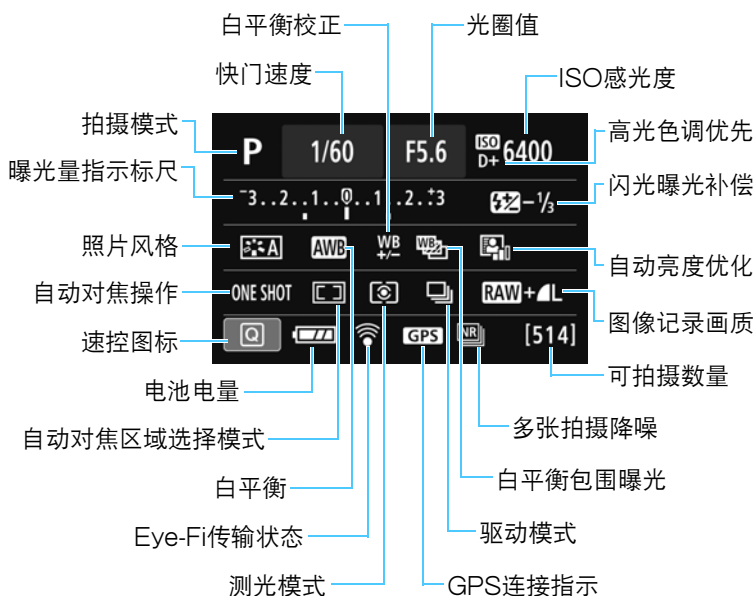 白平衡校正 光圈值
快门速度 ISO感光度
拍摄模式 高光色调优先
曝光量指示标尺 闪光曝光补偿
P 1/60 F5.6 ISO D+ 6400
-3..2..1..0..1..2..+3 -1/3
照片风格 自动亮度优化
A AWB WB +/- WB
自动对焦操作 图像记录画质
ONE SHOT RAW+L
速控图标 可拍摄数量
Q GPS NR [514]
电池电量 多张拍摄降噪
自动对焦区域选择模式
白平衡 白平衡包围曝光
Eye-Fi传输状态 驱动模式
测光模式 GPS连接指示